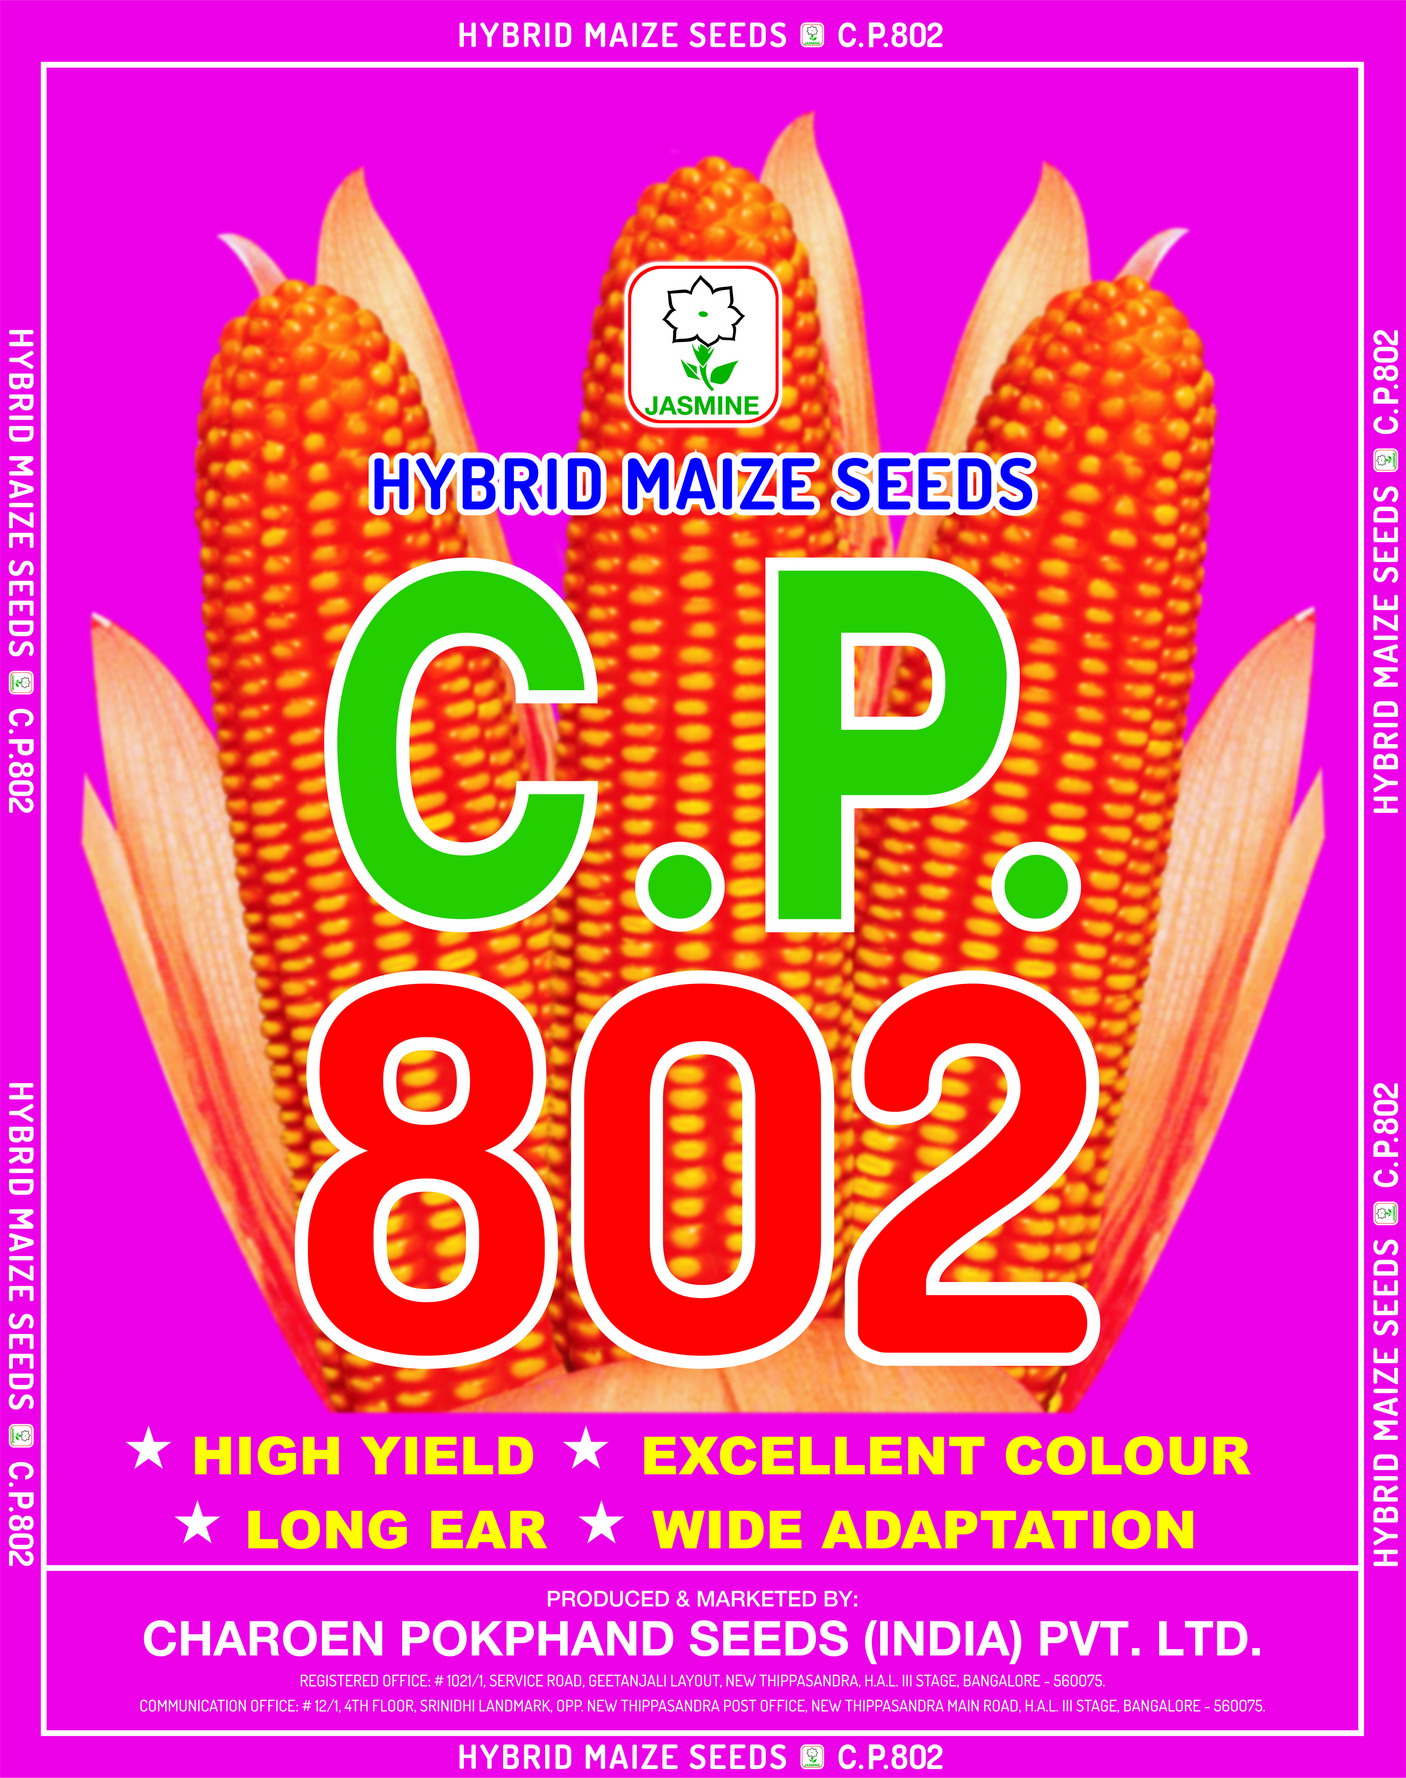 HYBRID MAIZE SEEDS JASMINE C.P.802
HYBRID MAIZE SEEDS C.P.802
HYBRID MAIZE SEEDS C.P.802
HYBRID MAIZE SEEDS C.P.802
HYBRID MAIZE SEEDS C.P.802
JASMINE
HYBRID MAIZE SEEDS
C.P.
802
★ HIGH YIELD ★ EXCELLENT COLOUR
★ LONG EAR ★ WIDE ADAPTATION
PRODUCED & MARKETED BY:
CHAROEN POKPHAND SEEDS (INDIA) PVT. LTD.
REGISTERED OFFICE: # 1021/1, SERVICE ROAD, GEETANJALI LAYOUT, NEW THIPPASANDRA, H.A.L. III STAGE, BANGALORE - 560075.
COMMUNICATION OFFICE: # 12/1, 4TH FLOOR, SRINIDHI LANDMARK, OPP. NEW THIPPASANDRA POST OFFICE, NEW THIPPASANDRA MAIN ROAD, H.A.L. III STAGE, BANGALORE - 560075.
HYBRID MAIZE SEEDS JASMINE C.P.802